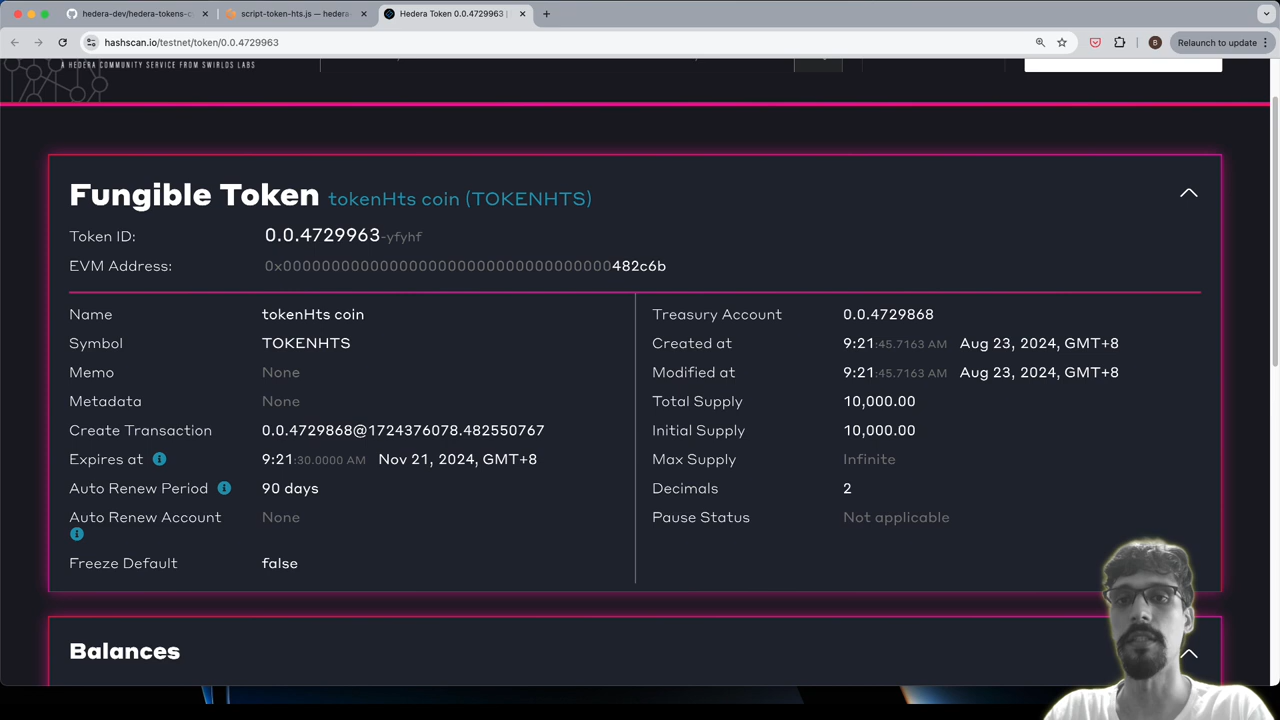 hedera-dev/hedera-tokens-c
script-token-hts.js — hedera-
Hedera Token 0.0.4729963 |
hashscan.io/testnet/token/0.0.4729963
B
Relaunch to update
A HEDERA COMMUNITY SERVICE FROM SWIRLDS LABS
Fungible Token tokenHts coin (TOKENHTS)
Token ID: 0.0.4729963-yfyhf
EVM Address: 0x0000000000000000000000000000000000482c6b
Name tokenHts coin
Symbol TOKENHTS
Memo None
Metadata None
Create Transaction 0.0.4729868@1724376078.482550767
Expires at 9:21:30.0000 AM Nov 21, 2024, GMT+8
Auto Renew Period 90 days
Auto Renew Account None
Freeze Default false
Treasury Account 0.0.4729868
Created at 9:21:45.7163 AM Aug 23, 2024, GMT+8
Modified at 9:21:45.7163 AM Aug 23, 2024, GMT+8
Total Supply 10,000.00
Initial Supply 10,000.00
Max Supply Infinite
Decimals 2
Pause Status Not applicable
Balances